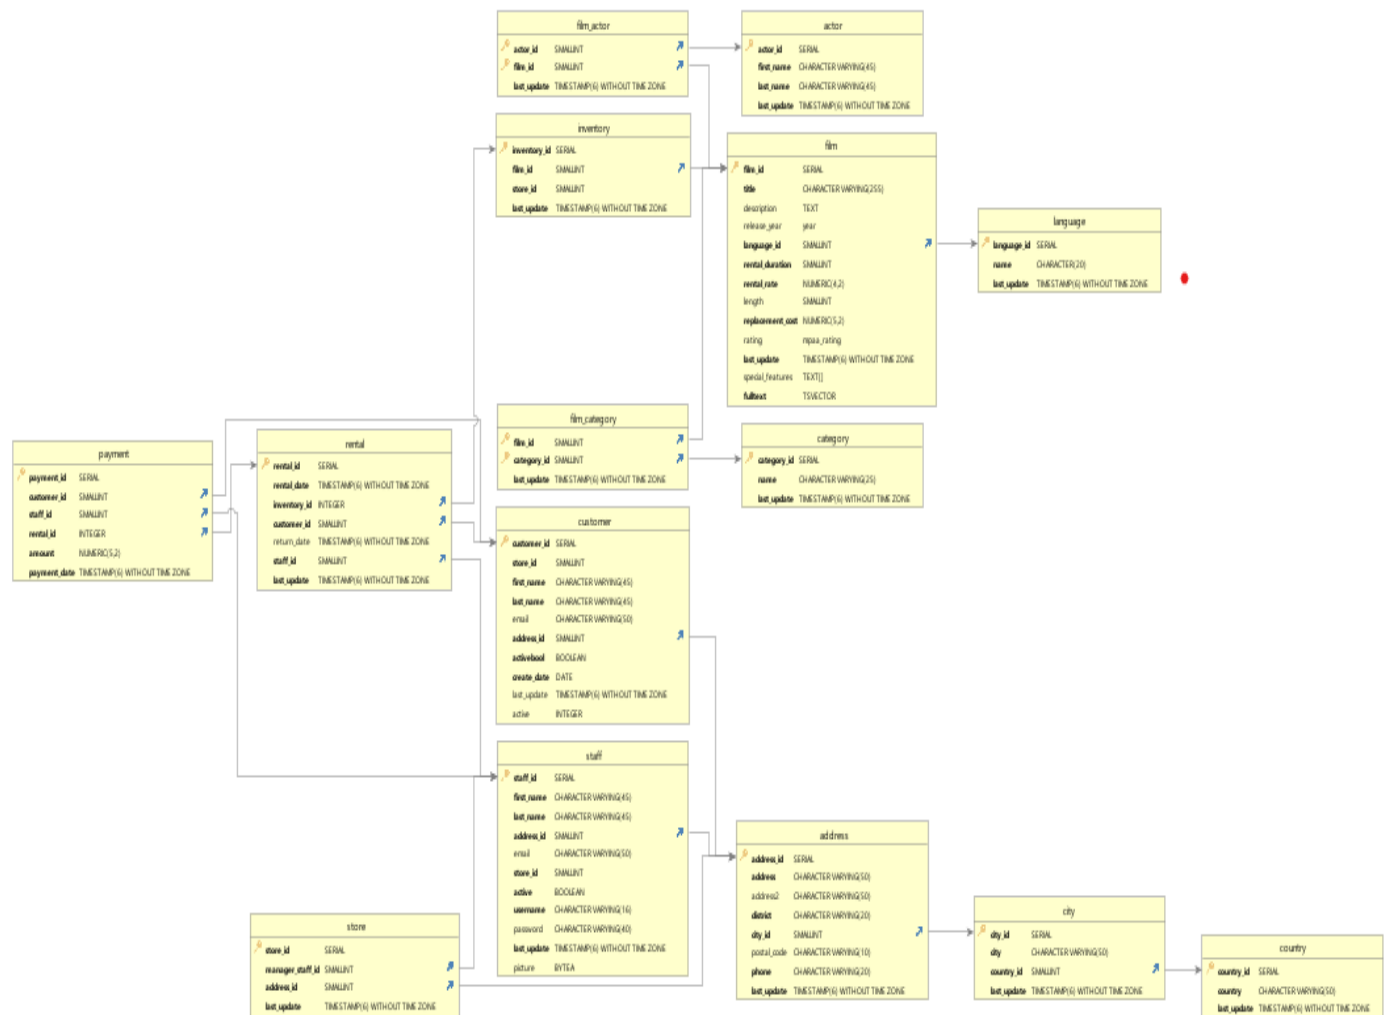 film_actor
actor_id SMALLINT
film_id SMALLINT
last_update TIMESTAMP(6) WITHOUT TIME ZONE
actor
actor_id SERIAL
first_name CHARACTER VARYING(45)
last_name CHARACTER VARYING(45)
last_update TIMESTAMP(6) WITHOUT TIME ZONE
inventory
inventory_id SERIAL
film_id SMALLINT
store_id SMALLINT
last_update TIMESTAMP(6) WITHOUT TIME ZONE
film
film_id SERIAL
title CHARACTER VARYING(255)
description TEXT
release_year year
language_id SMALLINT
rental_duration SMALLINT
rental_rate NUMERIC(4,2)
length SMALLINT
replacement_cost NUMERIC(5,2)
rating mpaa_rating
last_update TIMESTAMP(6) WITHOUT TIME ZONE
special_features TEXT[]
fulltext TSVECTOR
language
language_id SERIAL
name CHARACTER(20)
last_update TIMESTAMP(6) WITHOUT TIME ZONE
film_category
film_id SMALLINT
category_id SMALLINT
last_update TIMESTAMP(6) WITHOUT TIME ZONE
category
category_id SERIAL
name CHARACTER VARYING(25)
last_update TIMESTAMP(6) WITHOUT TIME ZONE
payment
payment_id SERIAL
customer_id SMALLINT
staff_id SMALLINT
rental_id INTEGER
amount NUMERIC(5,2)
payment_date TIMESTAMP(6) WITHOUT TIME ZONE
rental
rental_id SERIAL
rental_date TIMESTAMP(6) WITHOUT TIME ZONE
inventory_id INTEGER
customer_id SMALLINT
return_date TIMESTAMP(6) WITHOUT TIME ZONE
staff_id SMALLINT
last_update TIMESTAMP(6) WITHOUT TIME ZONE
customer
customer_id SERIAL
store_id SMALLINT
first_name CHARACTER VARYING(45)
last_name CHARACTER VARYING(45)
email CHARACTER VARYING(50)
address_id SMALLINT
activebool BOOLEAN
create_date DATE
last_update TIMESTAMP(6) WITHOUT TIME ZONE
active INTEGER
staff
staff_id SERIAL
first_name CHARACTER VARYING(45)
last_name CHARACTER VARYING(45)
address_id SMALLINT
email CHARACTER VARYING(50)
store_id SMALLINT
active BOOLEAN
username CHARACTER VARYING(16)
password CHARACTER VARYING(40)
last_update TIMESTAMP(6) WITHOUT TIME ZONE
picture BYTEA
store
store_id SERIAL
manager_staff_id SMALLINT
address_id SMALLINT
last_update TIMESTAMP(6) WITHOUT TIME ZONE
address
address_id SERIAL
address CHARACTER VARYING(50)
address2 CHARACTER VARYING(50)
district CHARACTER VARYING(20)
city_id SMALLINT
postal_code CHARACTER VARYING(10)
phone CHARACTER VARYING(20)
last_update TIMESTAMP(6) WITHOUT TIME ZONE
city
city_id SERIAL
city CHARACTER VARYING(50)
country_id SMALLINT
last_update TIMESTAMP(6) WITHOUT TIME ZONE
country
country_id SERIAL
country CHARACTER VARYING(50)
last_update TIMESTAMP(6) WITHOUT TIME ZONE